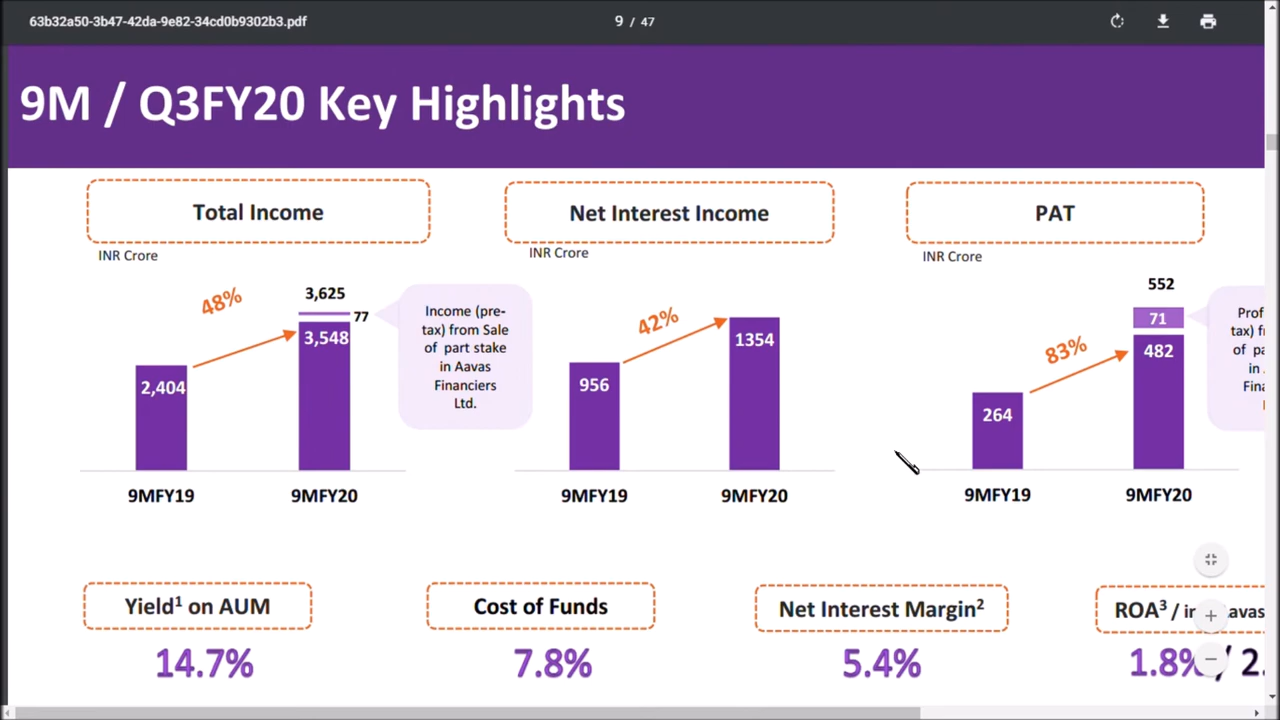 63b32a50-3b47-42da-9e82-34cd0b9302b3.pdf
9 / 47
9M / Q3FY20 Key Highlights
Total Income
INR Crore
48%
3,625
77
3,548
2,404
9MFY19
9MFY20
Income (pre-
tax) from Sale
of part stake
in Aavas
Financiers
Ltd.
Net Interest Income
INR Crore
42%
1354
956
9MFY19
9MFY20
PAT
INR Crore
83%
552
71
482
264
9MFY19
9MFY20
Yield¹ on AUM
14.7%
Cost of Funds
7.8%
Net Interest Margin²
5.4%
ROA³ /
1.8% / 2.